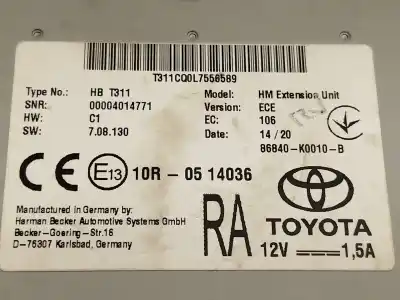 T311CQ0L7558589
Type No.: HB T311 Model: HM Extension Unit
SNR: 00004014771 Version: ECE
HW: C1 EC: 106
SW: 7.08.130 Date: 14 / 20
86840-K0010-B
CE E13 10R - 05 14036
Manufactured in Germany by:
Harman Becker Automotive Systems GmbH
Becker-Goering-Str.16
D-76307 Karlsbad, Germany
RA
TOYOTA
12V 1,5A